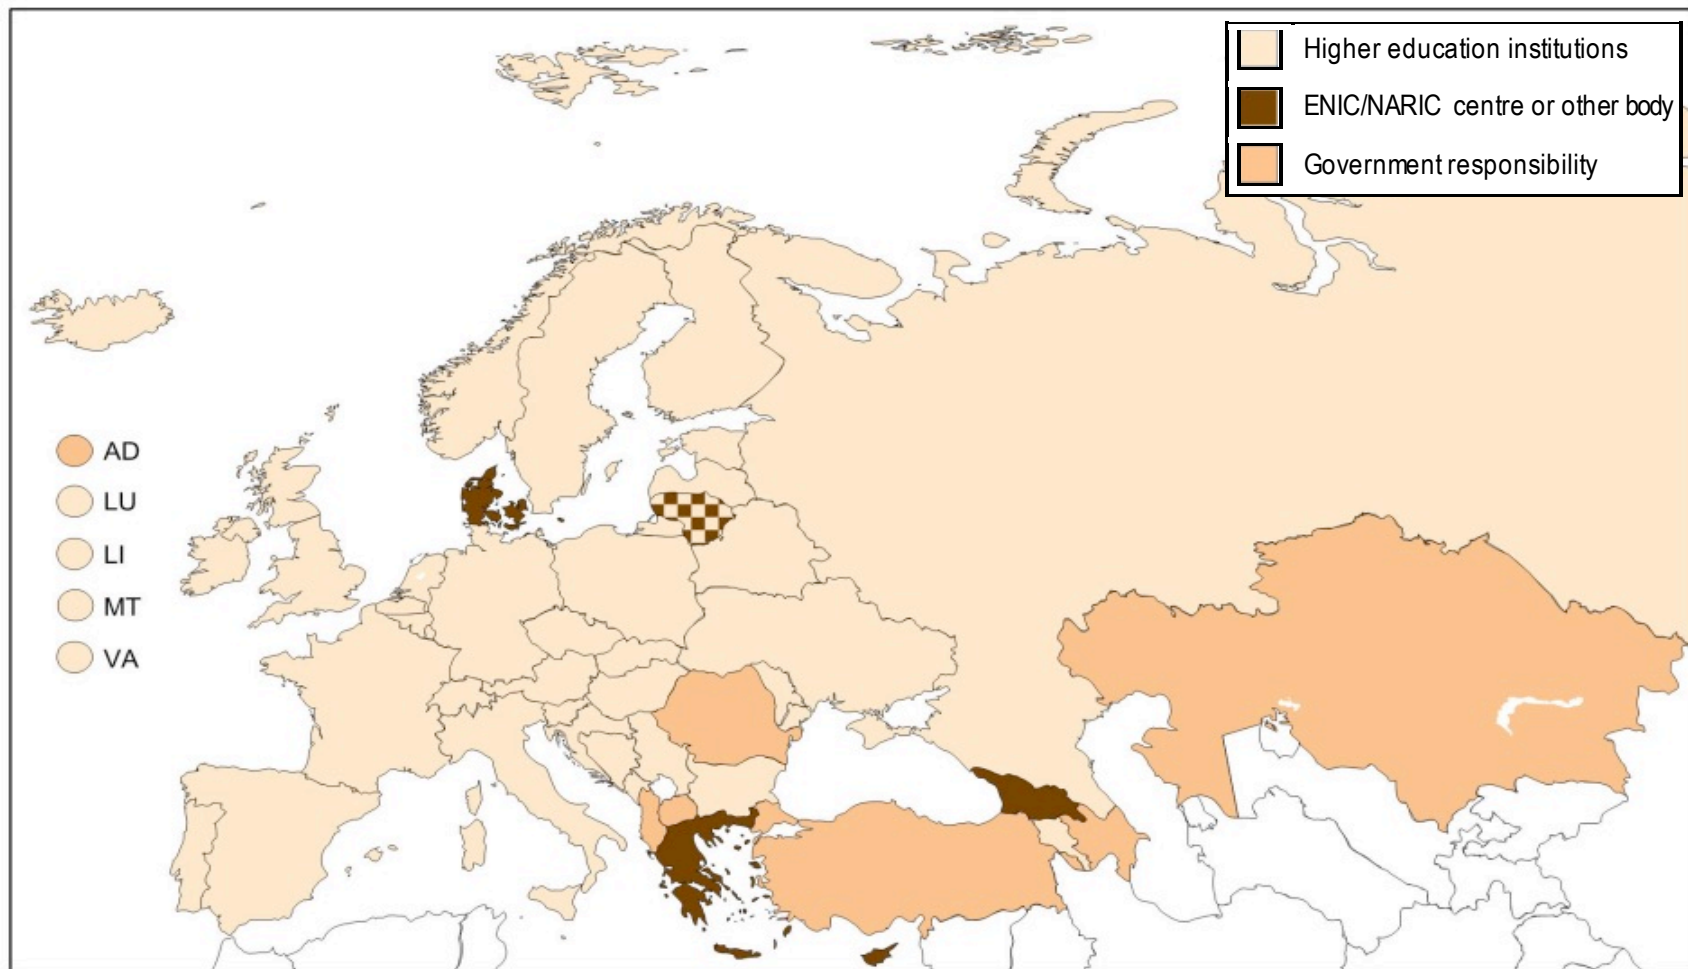 Higher education institutions
ENIC/NARIC centre or other body
Government responsibility
AD
LU
LI
MT
VA